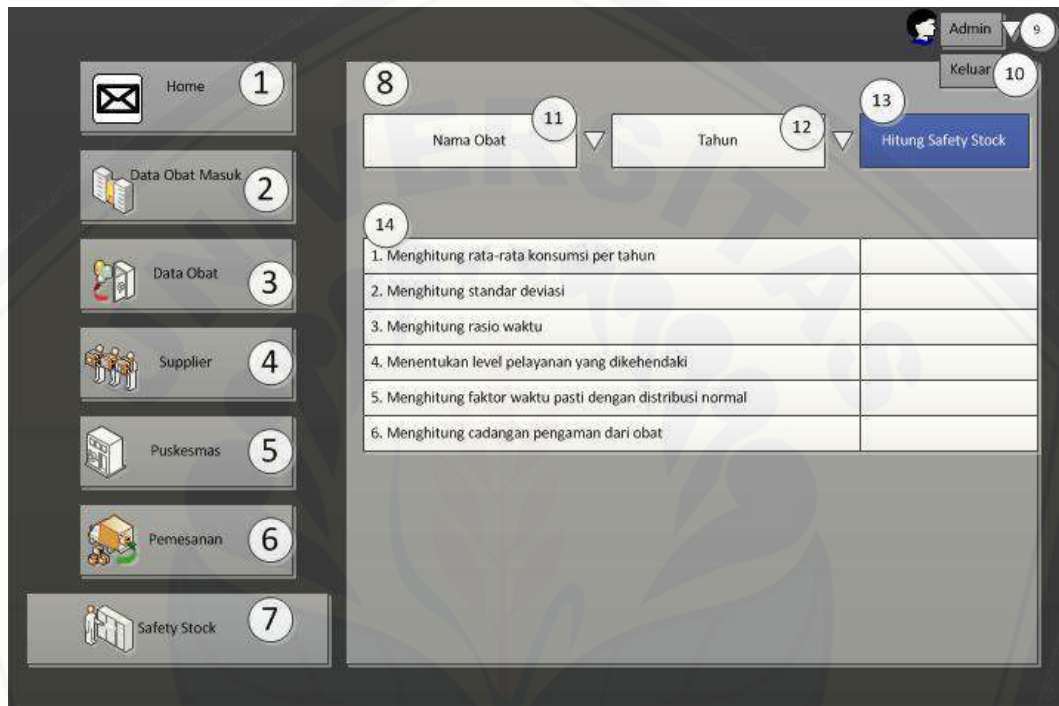 Admin
9
Keluar
10
Home
1
Data Obat Masuk
2
Data Obat
3
Supplier
4
Puskesmas
5
Pemesanan
6
Safety Stock
7
8
Nama Obat
11
Tahun
12
13
Hitung Safety Stock
14
1. Menghitung rata-rata konsumsi per tahun
2. Menghitung standar deviasi
3. Menghitung rasio waktu
4. Menentukan level pelayanan yang dikehendaki
5. Menghitung faktor waktu pasti dengan distribusi normal
6. Menghitung cadangan pengaman dari obat
UNIVERSITAS